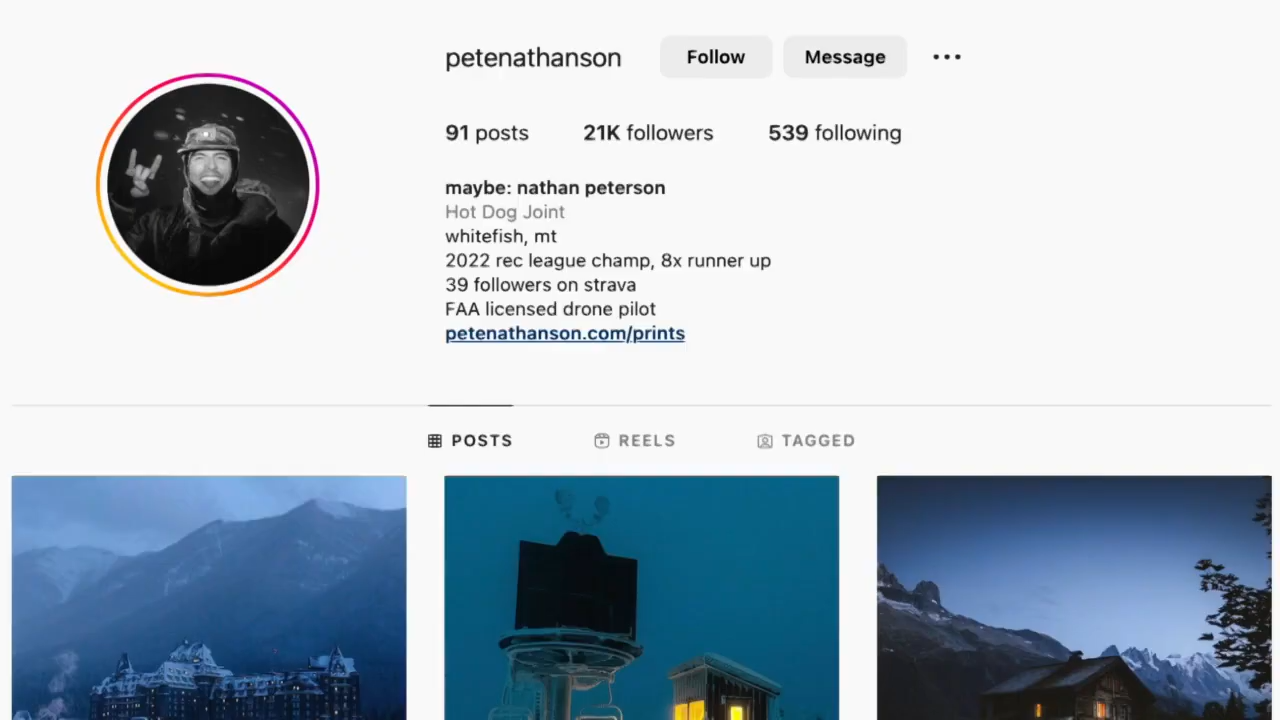 petenathanson Follow Message
91 posts 21K followers 539 following
maybe: nathan peterson
Hot Dog Joint
whitefish, mt
2022 rec league champ, 8x runner up
39 followers on strava
FAA licensed drone pilot
petenathanson.com/prints
POSTS REELS TAGGED